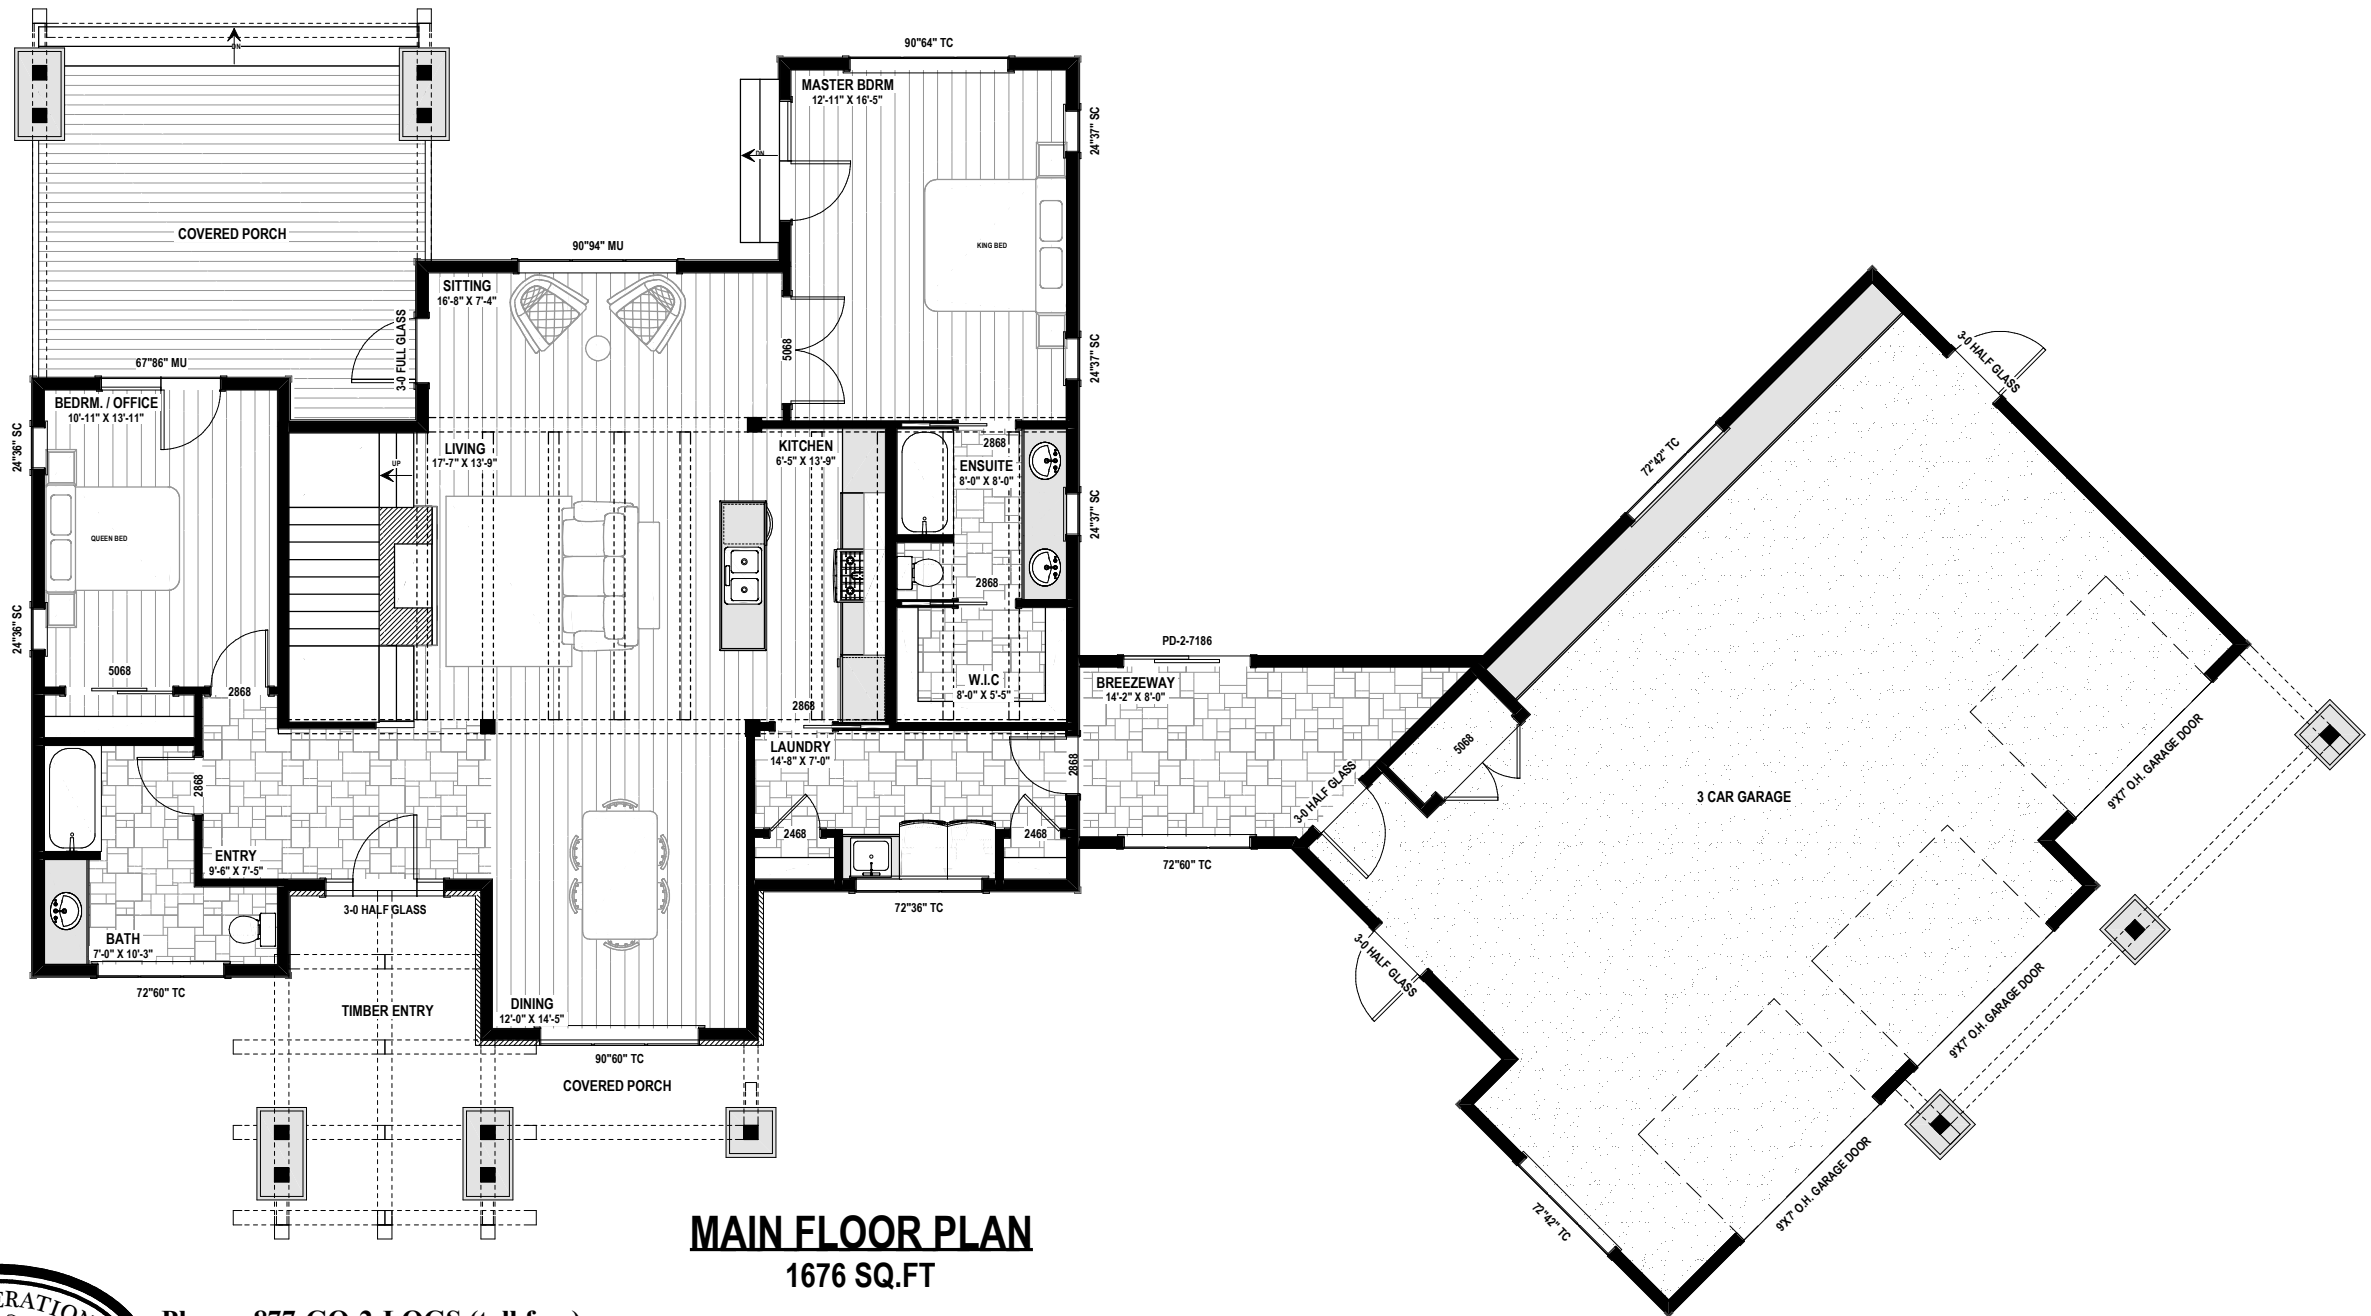 DN
90"64" TC
MASTER BDRM
12'-11" X 16'-5"
24"37" SC
DN
COVERED PORCH
KING BED
90"94" MU
SITTING
16'-8" X 7'-4"
3-0 FULL GLASS
5068
24"37" SC
3-0 HALF GLASS
67"86" MU
BEDRM. / OFFICE
10'-11" X 13'-11"
24"36" SC
UP
LIVING
17'-7" X 13'-9"
KITCHEN
6'-5" X 13'-9"
2868
ENSUITE
8'-0" X 8'-0"
24"37" SC
72"42" TC
QUEEN BED
2868
24"36" SC
5068
2868
W.I.C
8'-0" X 5'-5"
2868
PD-2-7186
BREEZEWAY
14'-2" X 8'-0"
LAUNDRY
14'-8" X 7'-0"
2868
5068
2868
3-0 HALF GLASS
3 CAR GARAGE
9'X7' O.H. GARAGE DOOR
2468
2468
ENTRY
9'-6" X 7'-5"
72"60" TC
3-0 HALF GLASS
72"36" TC
BATH
7'-0" X 10'-3"
3-0 HALF GLASS
72"60" TC
TIMBER ENTRY
DINING
12'-0" X 14'-5"
9'X7' O.H. GARAGE DOOR
90"60" TC
COVERED PORCH
9'X7' O.H. GARAGE DOOR
72"42" TC
MAIN FLOOR PLAN
1676 SQ.FT